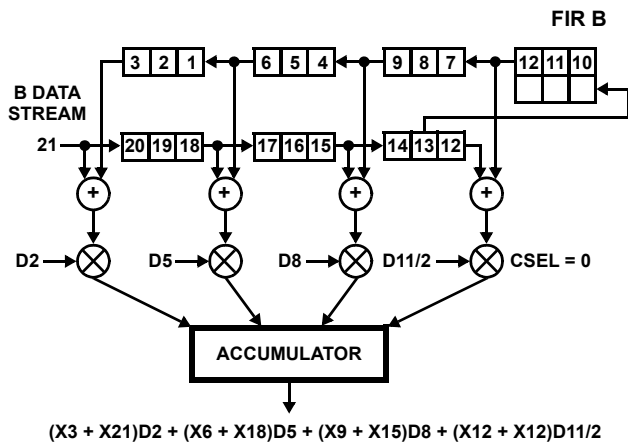 FIR B
3 2 1 6 5 4 9 8 7 12 11 10
B DATA
STREAM
21 20 19 18 17 16 15 14 13 12
+ + + +
D2 D5 D8 D11/2 CSEL = 0
ACCUMULATOR
(X3 + X21)D2 + (X6 + X18)D5 + (X9 + X15)D8 + (X12 + X12)D11/2